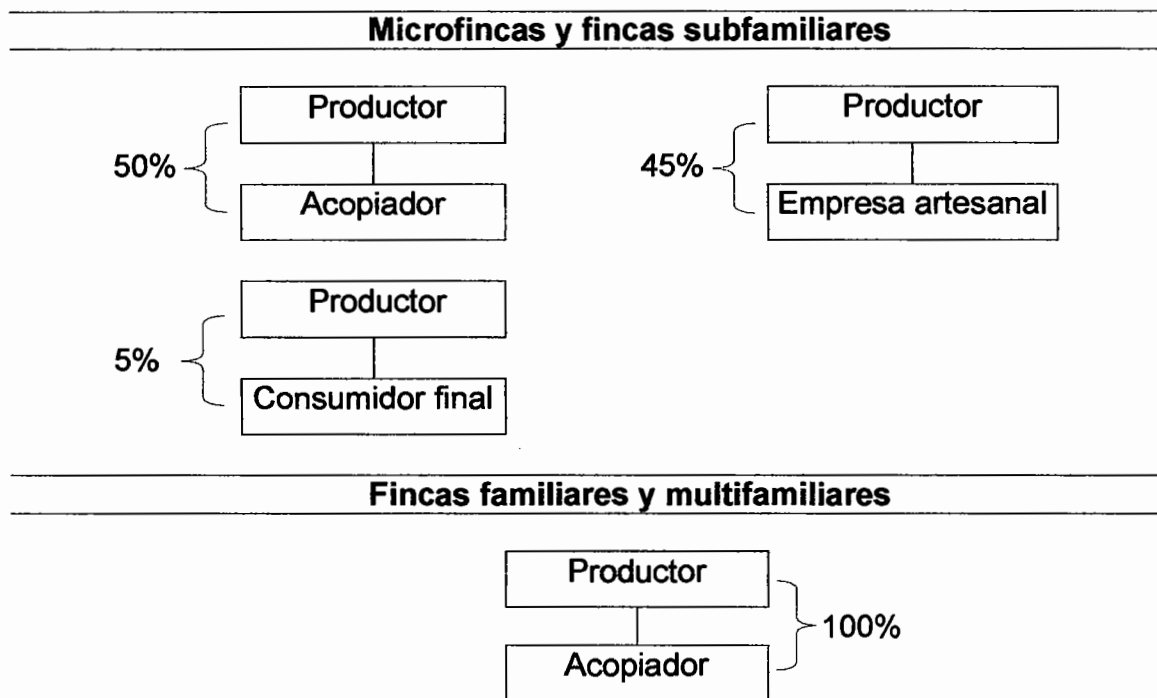 Microfincas y fincas subfamiliares
Productor
50%
Acopiador
Productor
45%
Empresa artesanal
Productor
5%
Consumidor final
Fincas familiares y multifamiliares
Productor
100%
Acopiador